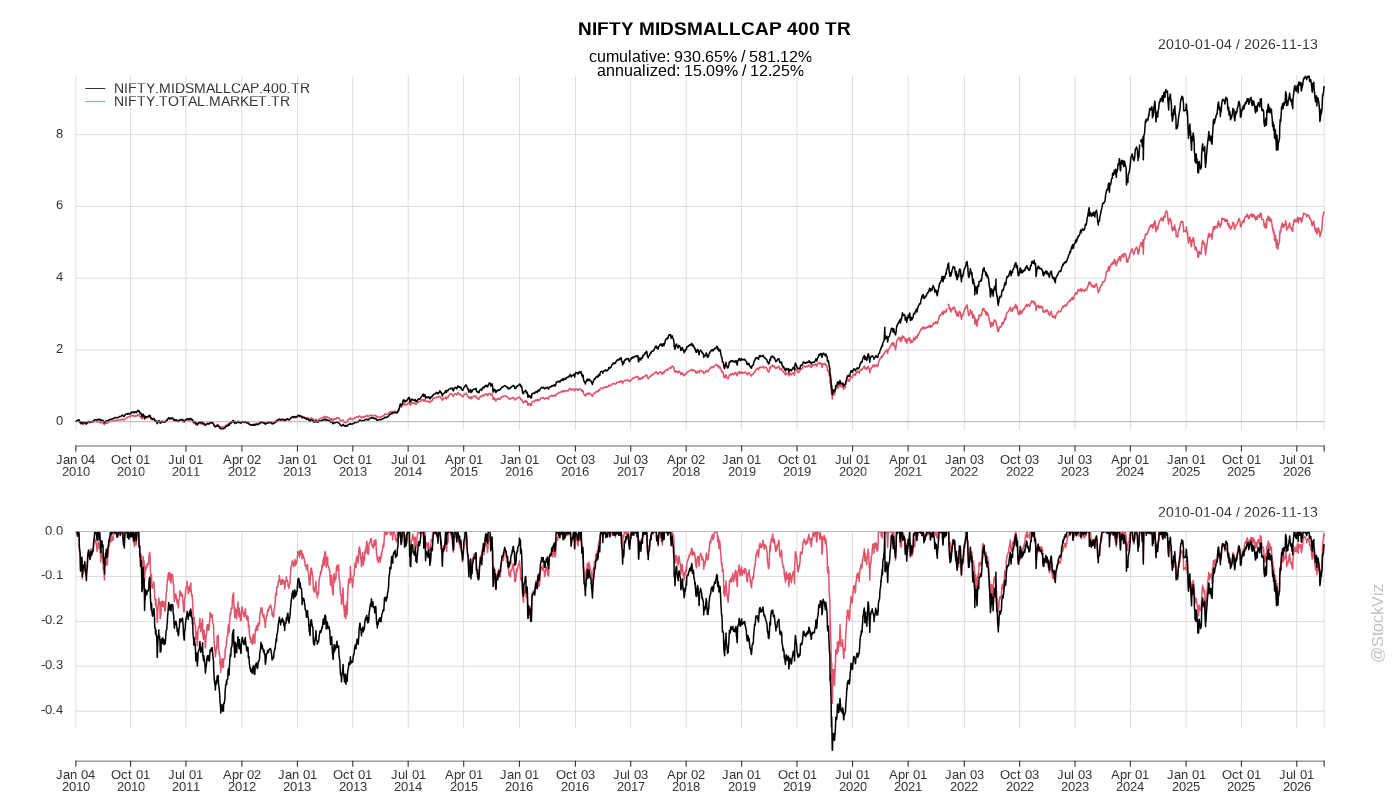 NIFTY MIDSMALLCAP 400 TR
cumulative: 930.65% / 581.12%
annualized: 15.09% / 12.25%
2010-01-04 / 2026-11-13
NIFTY.MIDSMALLCAP.400.TR
NIFTY.TOTAL.MARKET.TR
8
6
4
2
0
Jan 04 Oct 01 Jul 01 Apr 02 Jan 01 Oct 01 Jul 01 Apr 01 Jan 01 Oct 03 Jul 03 Apr 02 Jan 01 Oct 01 Jul 01 Apr 01 Jan 03 Oct 03 Jul 03 Apr 01 Jan 01 Oct 01 Jul 01
2010 2010 2011 2012 2013 2013 2014 2015 2016 2016 2017 2018 2019 2019 2020 2021 2022 2022 2023 2024 2025 2025 2026
2010-01-04 / 2026-11-13
0.0
-0.1
-0.2
-0.3
-0.4
Jan 04 Oct 01 Jul 01 Apr 02 Jan 01 Oct 01 Jul 01 Apr 01 Jan 01 Oct 03 Jul 03 Apr 02 Jan 01 Oct 01 Jul 01 Apr 01 Jan 03 Oct 03 Jul 03 Apr 01 Jan 01 Oct 01 Jul 01
2010 2010 2011 2012 2013 2013 2014 2015 2016 2016 2017 2018 2019 2019 2020 2021 2022 2022 2023 2024 2025 2025 2026
@StockViz